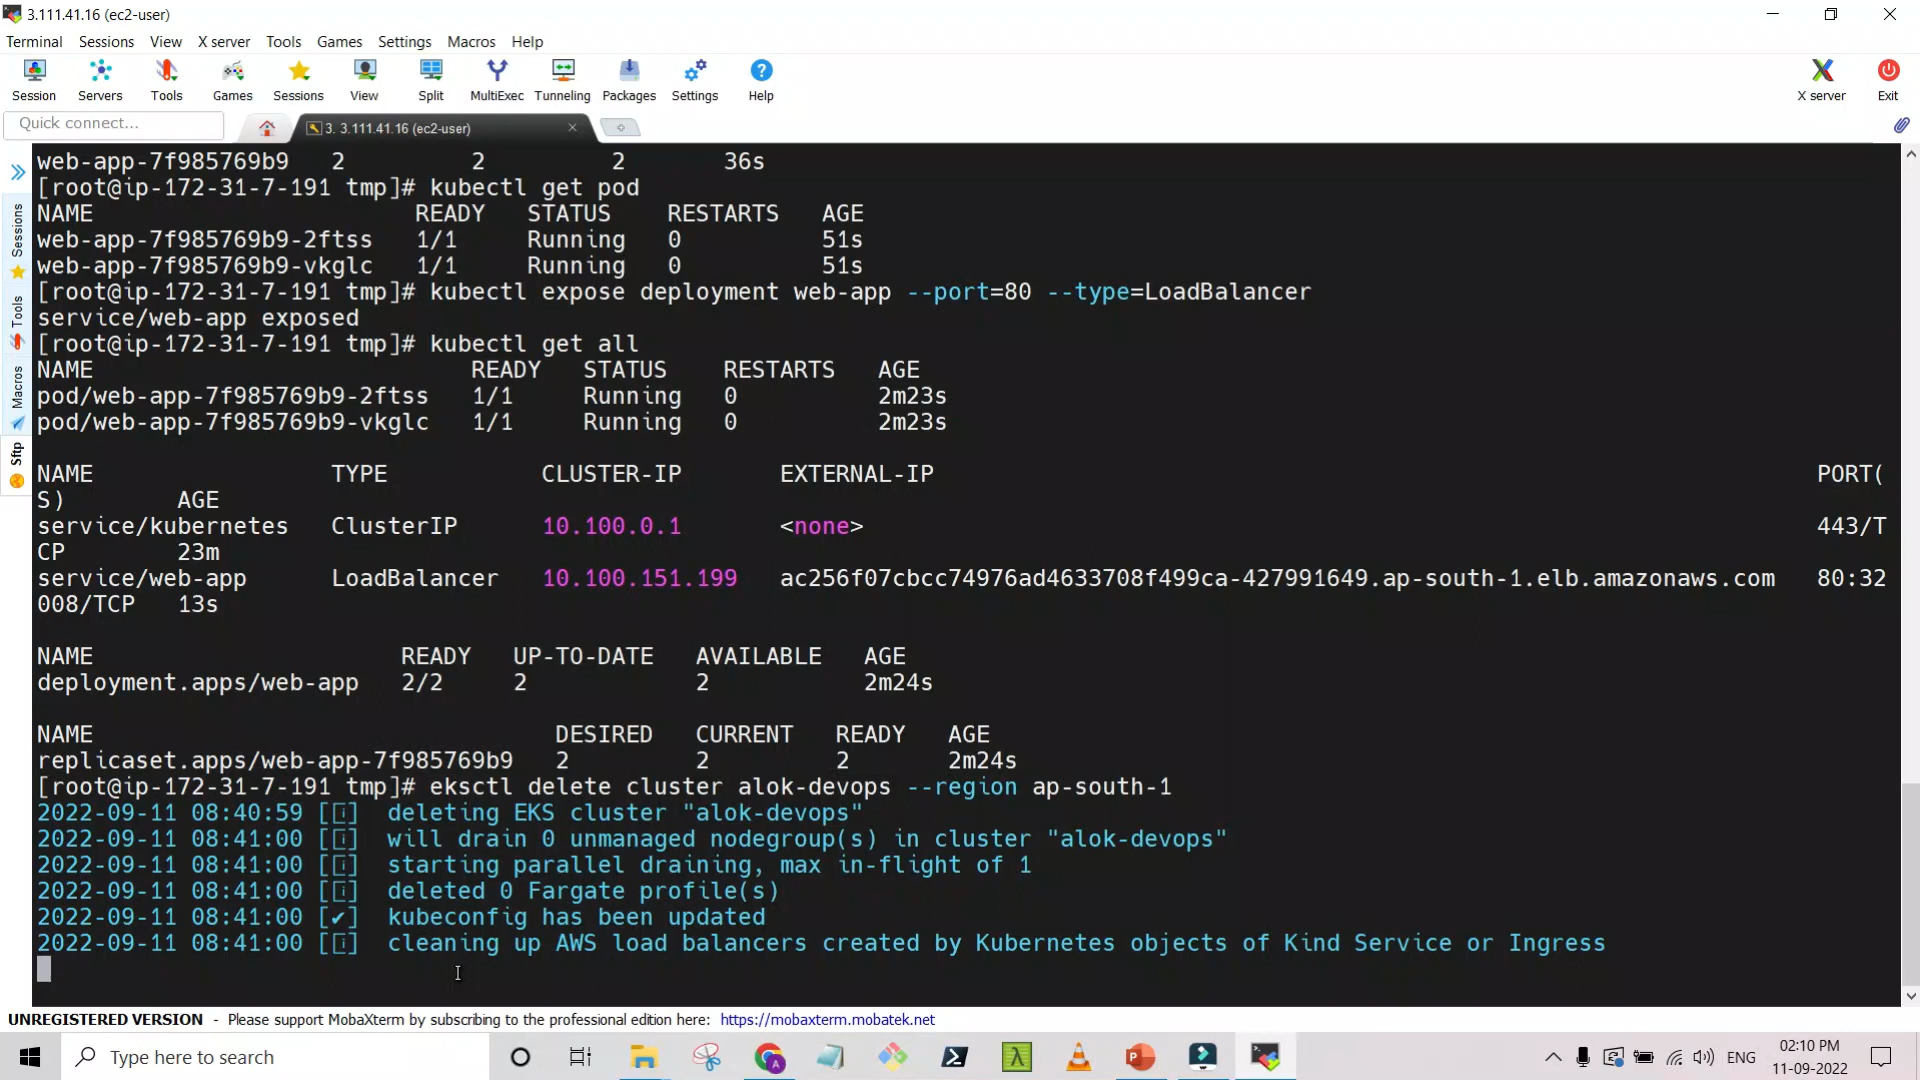 3.111.41.16 (ec2-user)
Terminal Sessions View X server Tools Games Settings Macros Help
Session Servers Tools Games Sessions View Split MultiExec Tunneling Packages Settings Help X server Exit
Quick connect... 3. 3.111.41.16 (ec2-user)
Sessions
Tools
Macros
Sftp
web-app-7f985769b9 2 2 2 36s
[root@ip-172-31-7-191 tmp]# kubectl get pod
NAME READY STATUS RESTARTS AGE
web-app-7f985769b9-2ftss 1/1 Running 0 51s
web-app-7f985769b9-vkglc 1/1 Running 0 51s
[root@ip-172-31-7-191 tmp]# kubectl expose deployment web-app --port=80 --type=LoadBalancer
service/web-app exposed
[root@ip-172-31-7-191 tmp]# kubectl get all
NAME READY STATUS RESTARTS AGE
pod/web-app-7f985769b9-2ftss 1/1 Running 0 2m23s
pod/web-app-7f985769b9-vkglc 1/1 Running 0 2m23s
NAME TYPE CLUSTER-IP EXTERNAL-IP PORT(
S) AGE
service/kubernetes ClusterIP 10.100.0.1 <none> 443/T
CP 23m
service/web-app LoadBalancer 10.100.151.199 ac256f07cbcc74976ad4633708f499ca-427991649.ap-south-1.elb.amazonaws.com 80:32
008/TCP 13s
NAME READY UP-TO-DATE AVAILABLE AGE
deployment.apps/web-app 2/2 2 2 2m24s
NAME DESIRED CURRENT READY AGE
replicaset.apps/web-app-7f985769b9 2 2 2 2m24s
[root@ip-172-31-7-191 tmp]# eksctl delete cluster alok-devops --region ap-south-1
2022-09-11 08:40:59 [i] deleting EKS cluster "alok-devops"
2022-09-11 08:41:00 [i] will drain 0 unmanaged nodegroup(s) in cluster "alok-devops"
2022-09-11 08:41:00 [i] starting parallel draining, max in-flight of 1
2022-09-11 08:41:00 [i] deleted 0 Fargate profile(s)
2022-09-11 08:41:00 [✔] kubeconfig has been updated
2022-09-11 08:41:00 [i] cleaning up AWS load balancers created by Kubernetes objects of Kind Service or Ingress
UNREGISTERED VERSION - Please support MobaXterm by subscribing to the professional edition here: https://mobaxterm.mobatek.net
Type here to search
ENG
02:10 PM
11-09-2022